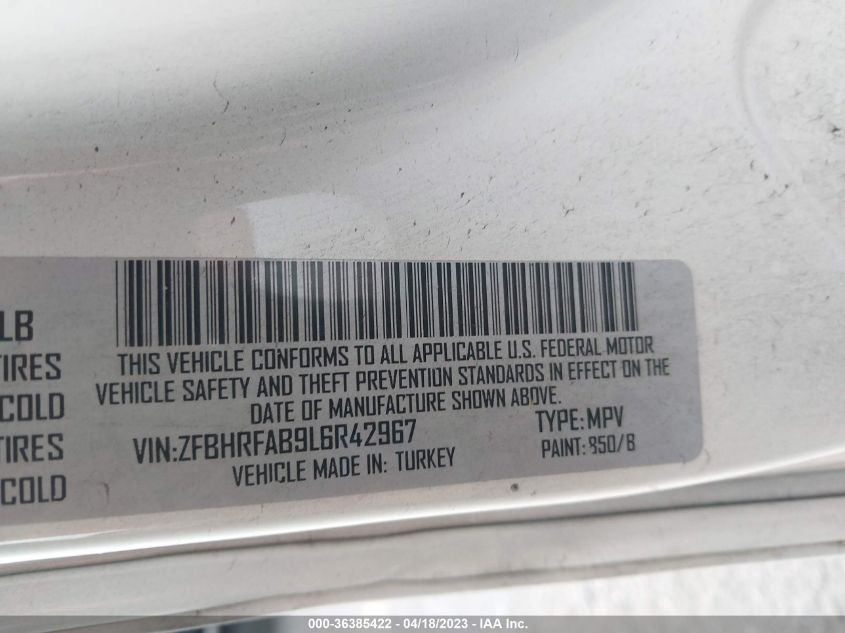 LB
TIRES
COLD
TIRES
COLD
THIS VEHICLE CONFORMS TO ALL APPLICABLE U.S. FEDERAL MOTOR
VEHICLE SAFETY AND THEFT PREVENTION STANDARDS IN EFFECT ON THE
DATE OF MANUFACTURE SHOWN ABOVE.
VIN:ZFBHRFAB9L6R42967
TYPE:MPV
VEHICLE MADE IN: TURKEY
PAINT: 850/B
000-36385422 - 04/18/2023 - IAA Inc.